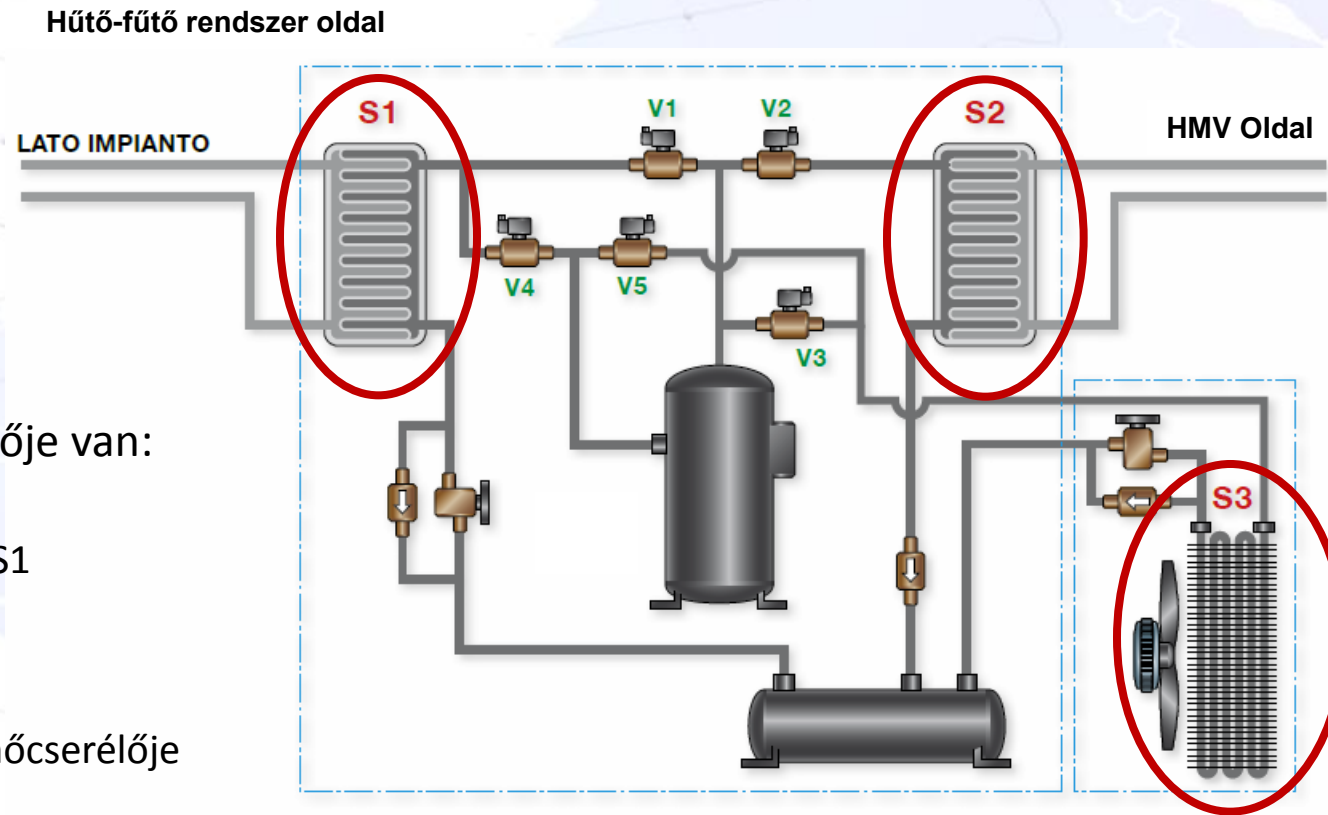 Hűtő-fűtő rendszer oldal
S1
V1
V2
S2
HMV Oldal
LATO IMPIANTO
V4
V5
V3
ője van:
S3
S1
őcserélője